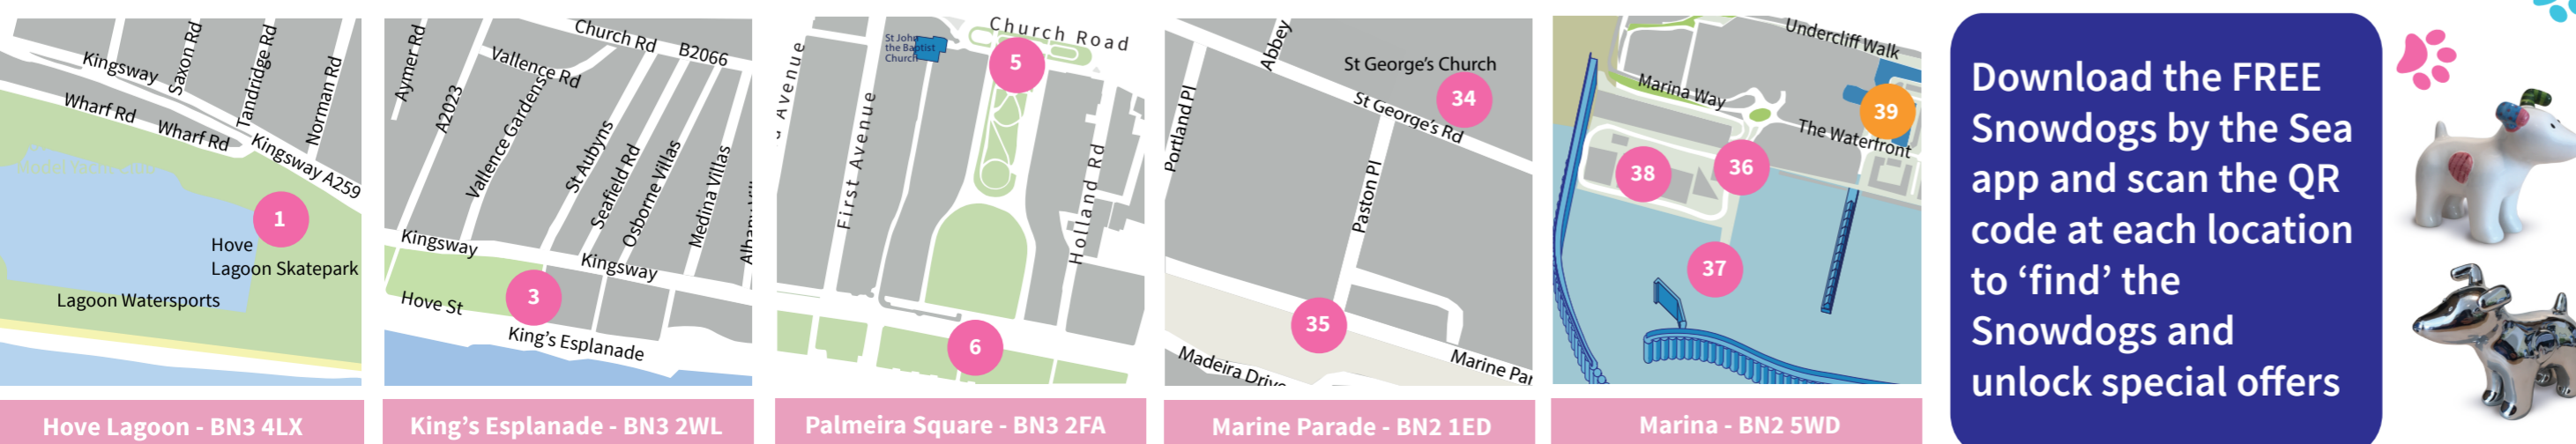 Kingsway
Saxon Rd
Tandridge Rd
Norman Rd
Wharf Rd
Wharf Rd
Kingsway A259
1
Hove
Lagoon Skatepark
Lagoon Watersports
Hove Lagoon - BN3 4LX
Church Rd
B2066
Aymer Rd
Vallence Rd
A2023
Vallence Gardens
St Aubyns
Seafield Rd
Osborne Villas
Medina Villas
Kingsway
Kingsway
3
Hove St
King's Esplanade
King’s Esplanade - BN3 2WL
Church Road
St John
the Baptist
Church
5
Avenue
First Avenue
Holland Rd
6
Palmeira Square - BN3 2FA
Abbey
St George's Church
34
Portland Pl
St George's Rd
Paston Pl
35
Madeira Drive
Marine Par
Marine Parade - BN2 1ED
Undercliff Walk
Marina Way
39
The Waterfront
38
36
37
Marina - BN2 5WD
Download the FREE
Snowdogs by the Sea
app and scan the QR
code at each location
to ‘find’ the
Snowdogs and
unlock special offers